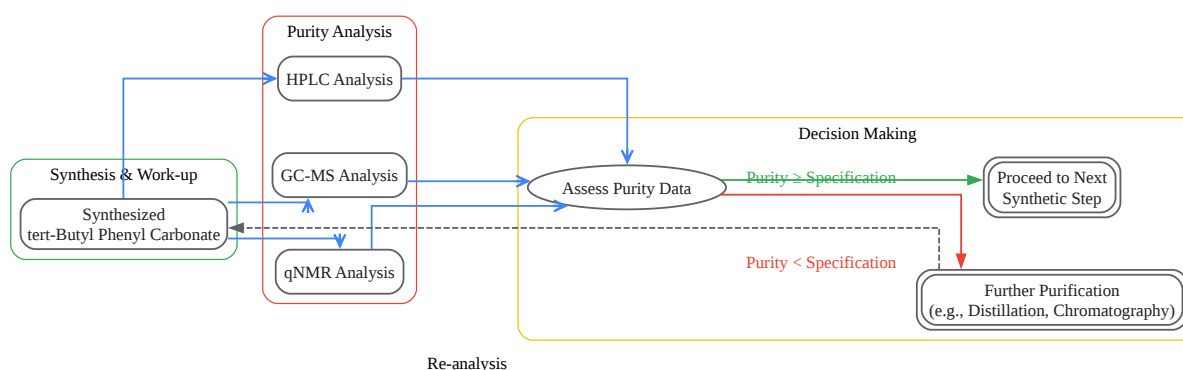 Purity Analysis
HPLC Analysis
Decision Making
Synthesis & Work-up
GC-MS Analysis
Assess Purity Data
Purity ≥ Specification
Proceed to Next
Synthetic Step
Synthesized
tert-Butyl Phenyl Carbonate
qNMR Analysis
Purity < Specification
Further Purification
(e.g., Distillation, Chromatography)
Re-analysis